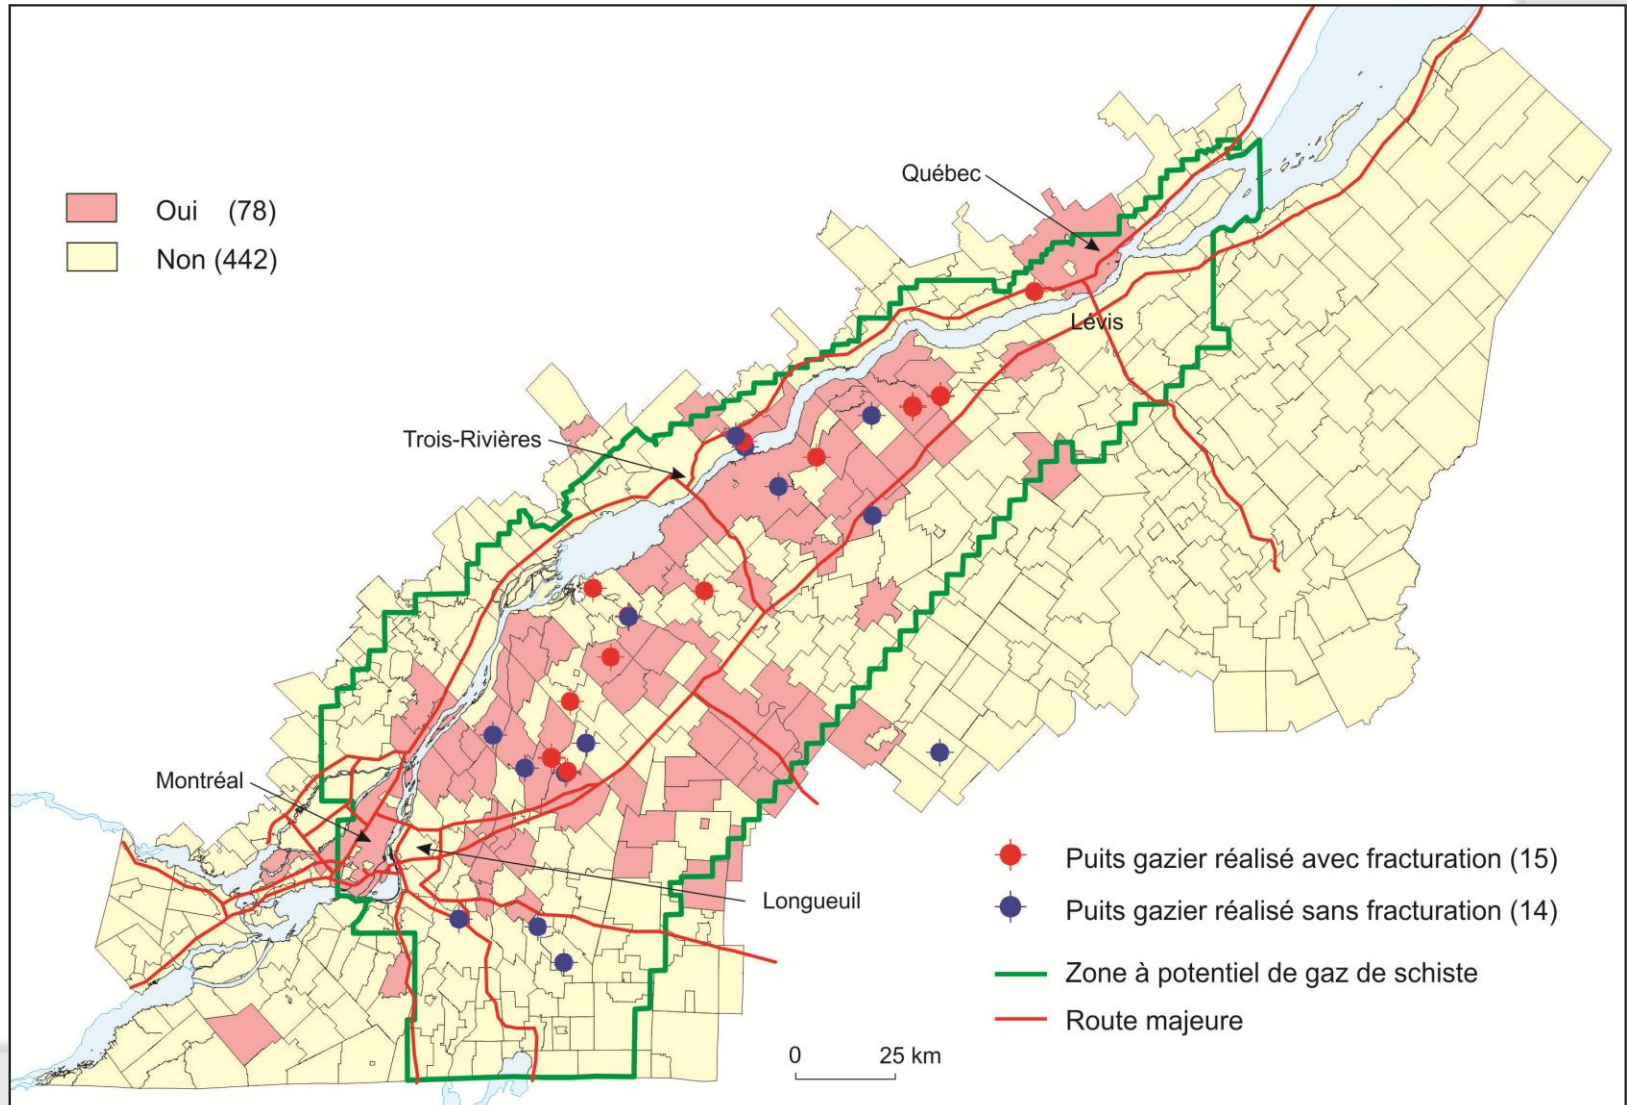 Québec
Oui (78)
Non (442)
Lévis
Trois-Rivières
Montréal
Puits gazier réalisé avec fracturation (15)
Longueuil
Puits gazier réalisé sans fracturation (14)
Zone à potentiel de gaz de schiste
Route majeure
0 25 km